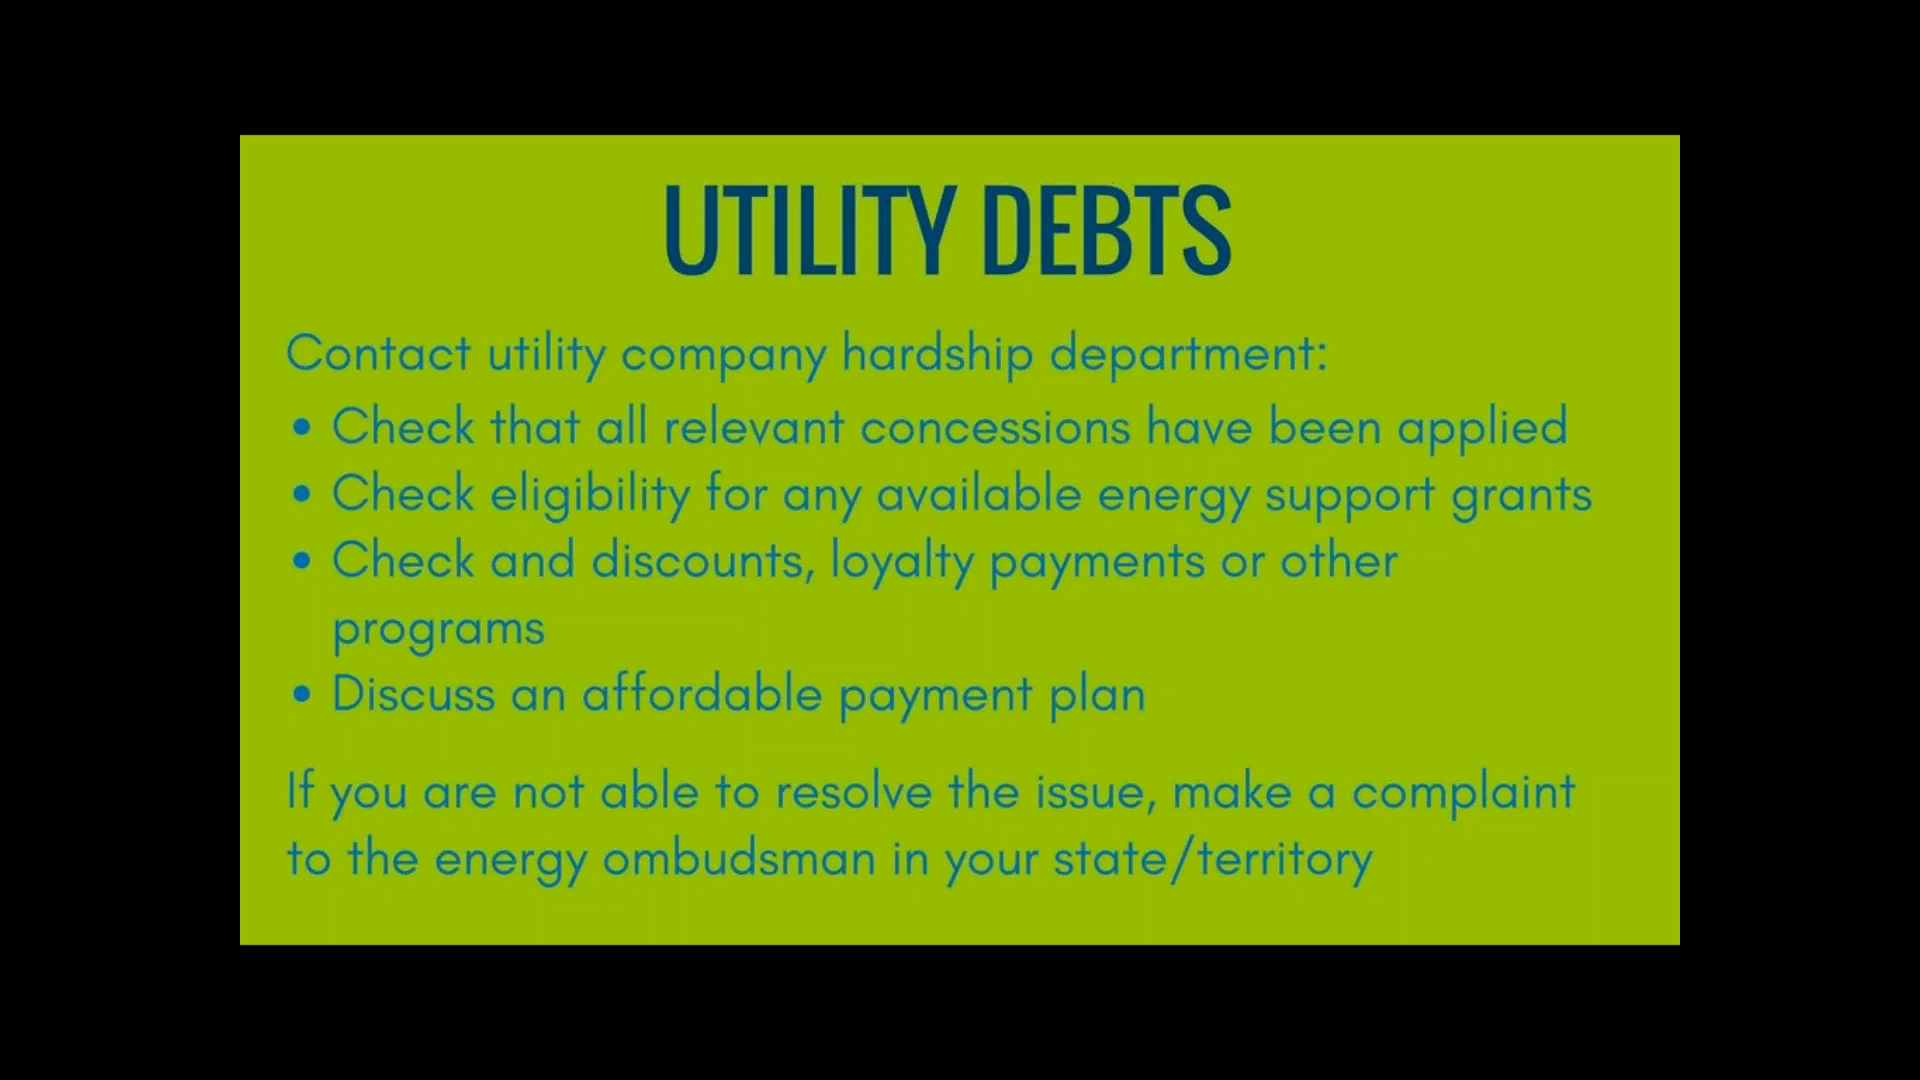 UTILITY DEBTS
Contact utility company hardship department:
• Check that all relevant concessions have been applied
• Check eligibility for any available energy support grants
• Check and discounts, loyalty payments or other
programs
• Discuss an affordable payment plan
If you are not able to resolve the issue, make a complaint
to the energy ombudsman in your state/territory